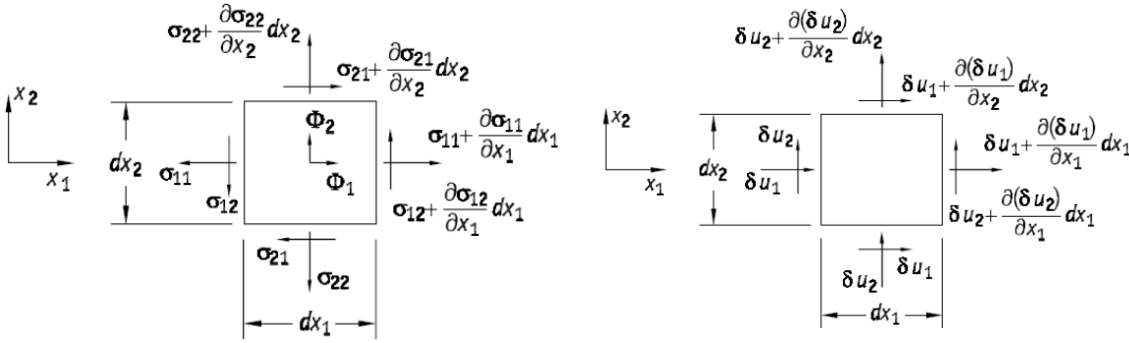 σ₂₂ + ∂σ₂₂/∂x₂ dx₂
σ₂₁ + ∂σ₂₁/∂x₂ dx₂
x₂
x₁
dx₂
σ₁₁
σ₁₂
Φ₂
Φ₁
σ₁₁ + ∂σ₁₁/∂x₁ dx₁
σ₁₂ + ∂σ₁₂/∂x₁ dx₁
σ₂₁
σ₂₂
dx₁
δu₂ + ∂(δu₂)/∂x₂ dx₂
δu₁ + ∂(δu₁)/∂x₂ dx₂
x₂
x₁
dx₂
δu₂
δu₁
δu₁ + ∂(δu₁)/∂x₁ dx₁
δu₂ + ∂(δu₂)/∂x₁ dx₁
δu₂
δu₁
dx₁